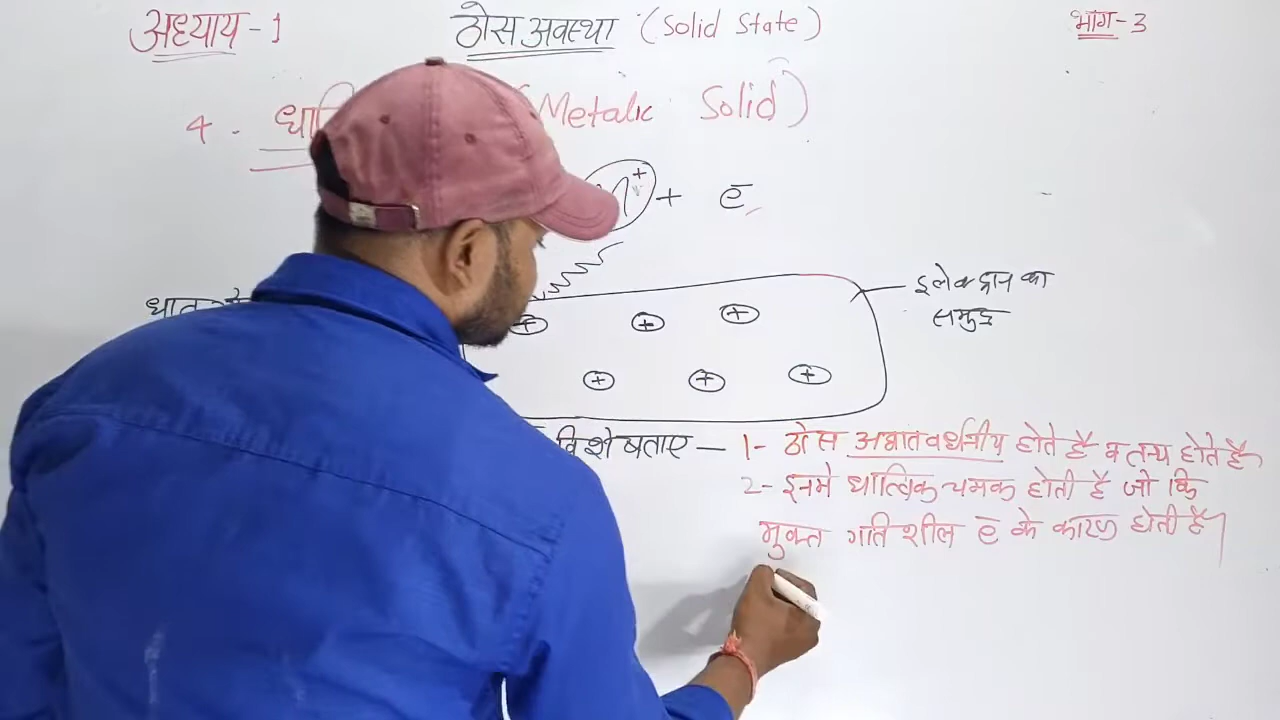 अध्याय-1 ठोस अवस्था (Solid State) भाग-3
4. (Metalic Solid)
+ + e⁻
इलेक्ट्रान का
समुद्र
+ + +
+ + +
विशेषताए — 1- ठोस अघातवर्धनीय होते है व तन्य होते है
2- इनमे धात्विक चमक होती है जो कि
मुक्त गतिशील e⁻ के कारण होती है।